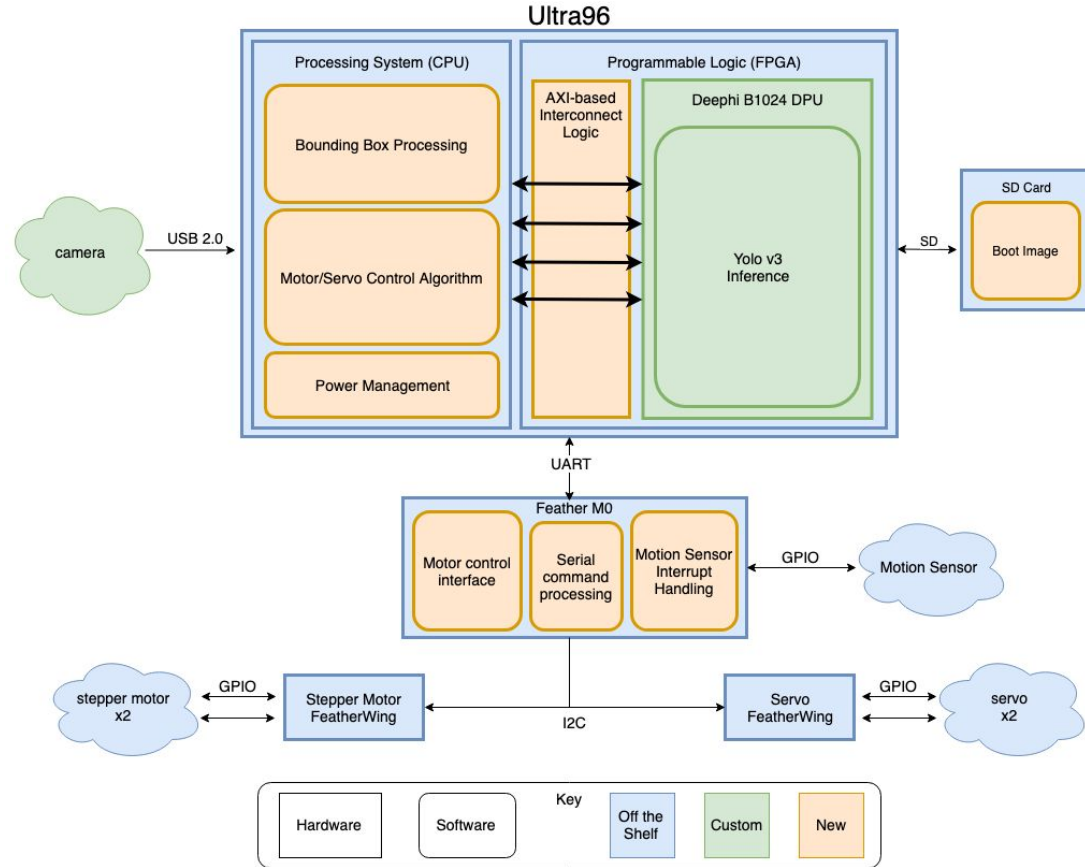 Ultra96
Processing System (CPU)
Programmable Logic (FPGA)
Bounding Box Processing
Motor/Servo Control Algorithm
Power Management
AXI-based
Interconnect
Logic
Deephi B1024 DPU
Yolo v3
Inference
camera
USB 2.0
SD
SD Card
Boot Image
UART
Feather M0
Motor control
interface
Serial
command
processing
Motion Sensor
Interrupt
Handling
GPIO
Motion Sensor
stepper motor
x2
GPIO
Stepper Motor
FeatherWing
I2C
Servo
FeatherWing
GPIO
servo
x2
Key
Hardware
Software
Off the
Shelf
Custom
New